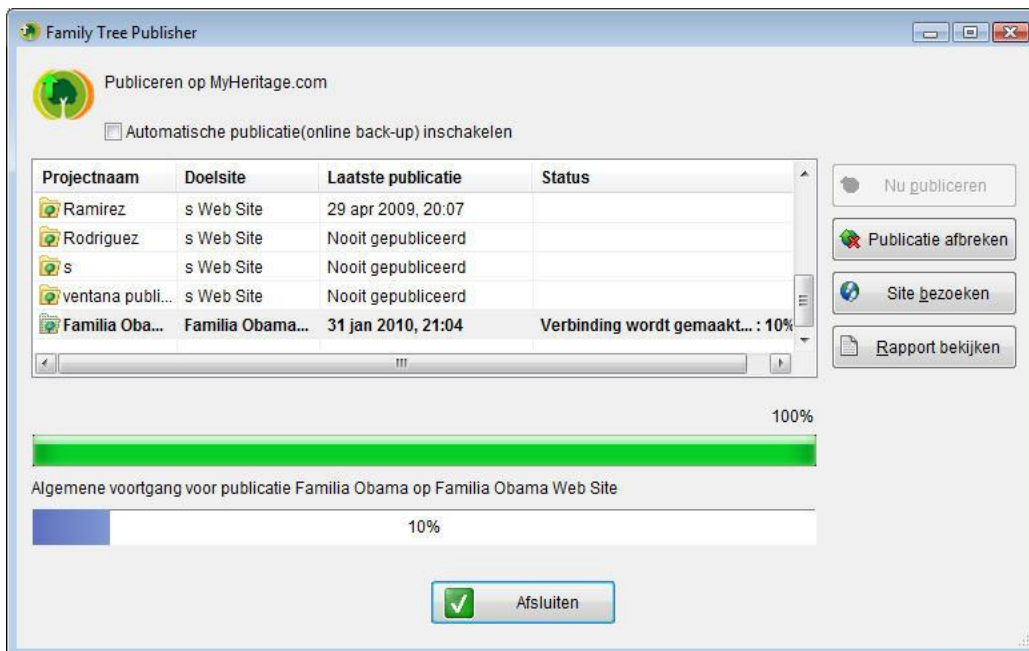 Family Tree Publisher
Publiceren op MyHeritage.com
Automatische publicatie(online back-up) inschakelen
Projectnaam Doelsite Laatste publicatie Status
Ramirez s Web Site 29 apr 2009, 20:07
Rodriguez s Web Site Nooit gepubliceerd
s s Web Site Nooit gepubliceerd
ventana publi... s Web Site Nooit gepubliceerd
Familia Oba... Familia Obama... 31 jan 2010, 21:04 Verbinding wordt gemaakt... : 10%
Nu publiceren
Publicatie afbreken
Site bezoeken
Rapport bekijken
100%
Algemene voortgang voor publicatie Familia Obama op Familia Obama Web Site
10%
Afsluiten